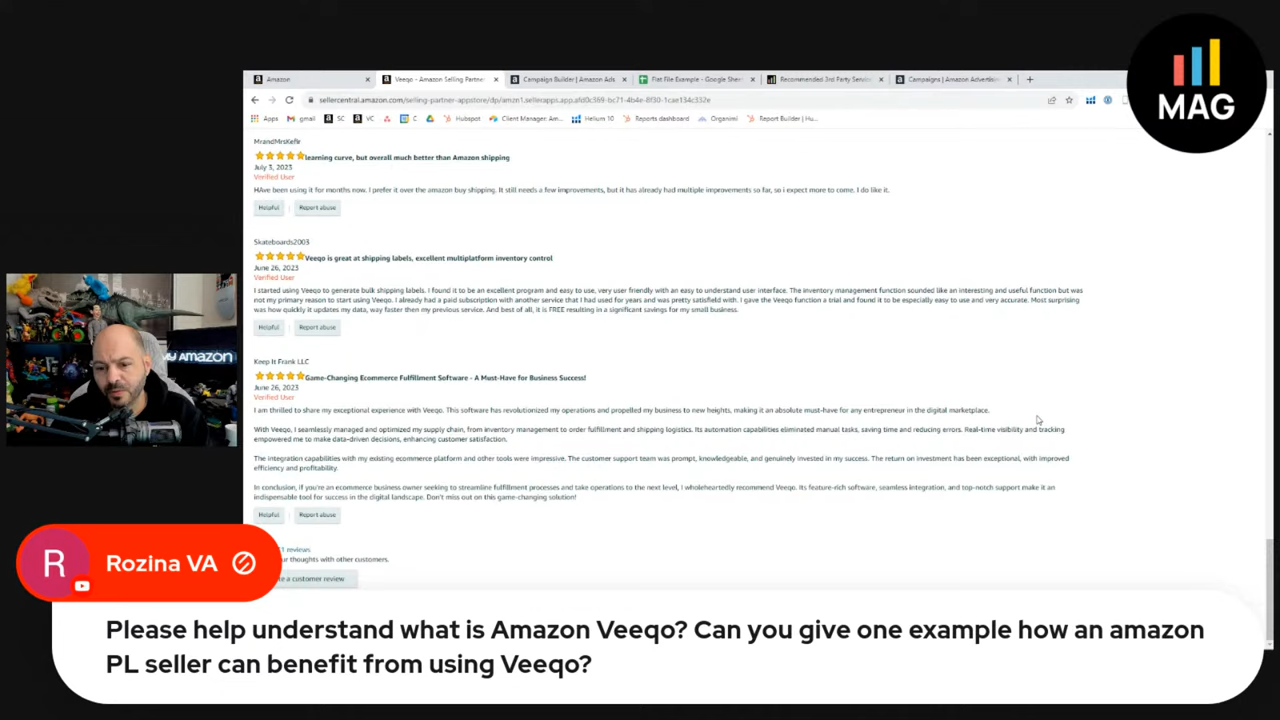 MAG
Amazon
Veeqo - Amazon Selling Partner
Campaign Builder | Amazon Ads
Flat File Example - Google Shee
Recommended 3rd Party Servic
Campaigns | Amazon Advertisi
sellercentral.amazon.com/selling-partner-appstore/dp/
Apps
gmail
SC
VC
C
Hubspot
Client Manager: Am...
Helium 10
Reports dashboard
Organimi
Report Builder | Hu...
MrandMrsKefir
learning curve, but overall much better than Amazon shipping
July 3, 2023
Verified User
HAve been using it for months now. I prefer it over the amazon buy shipping. It still needs a few improvements, but it has already had multiple improvements so far, so i expect more to come. I do like it.
Helpful
Report abuse
Skateboards2003
Veeqo is great at shipping labels, excellent multiplatform inventory control
June 26, 2023
Verified User
I started using Veeqo to generate bulk shipping labels. I found it to be an excellent program and easy to use, very user friendly with an easy to understand user interface. The inventory management function sounded like an interesting and useful function but was
not my primary reason to start using Veeqo. I already had a paid subscription with another service that I had used for years and was pretty satisfied with. I gave the Veeqo function a trial and found it to be especially easy to use and very accurate. Most surprising
was how quickly it updates my data, way faster then my previous service. And best of all, it is FREE resulting in a significant savings for my small business.
Helpful
Report abuse
Keep It Frank LLC
Game-Changing Ecommerce Fulfillment Software - A Must-Have for Business Success!
June 26, 2023
Verified User
I am thrilled to share my exceptional experience with Veeqo. This software has revolutionized my operations and propelled my business to new heights, making it an absolute must-have for any entrepreneur in the digital marketplace.
With Veeqo, I seamlessly managed and optimized my supply chain, from inventory management to order fulfillment and shipping logistics. Its automation capabilities eliminated manual tasks, saving time and reducing errors. Real-time visibility and tracking
empowered me to make data-driven decisions, enhancing customer satisfaction.
The integration capabilities with my existing ecommerce platform and other tools were impressive. The customer support team was prompt, knowledgeable, and genuinely invested in my success. The return on investment has been exceptional, with improved
efficiency and profitability.
In conclusion, if you're an ecommerce business owner seeking to streamline fulfillment processes and take operations to the next level, I wholeheartedly recommend Veeqo. Its feature-rich software, seamless integration, and top-notch support make it an
indispensable tool for success in the digital landscape. Don't miss out on this game-changing solution!
Helpful
Report abuse
1 reviews
ur thoughts with other customers.
te a customer review
MY AMAZON
R
Rozina VA
Please help understand what is Amazon Veeqo? Can you give one example how an amazon
PL seller can benefit from using Veeqo?